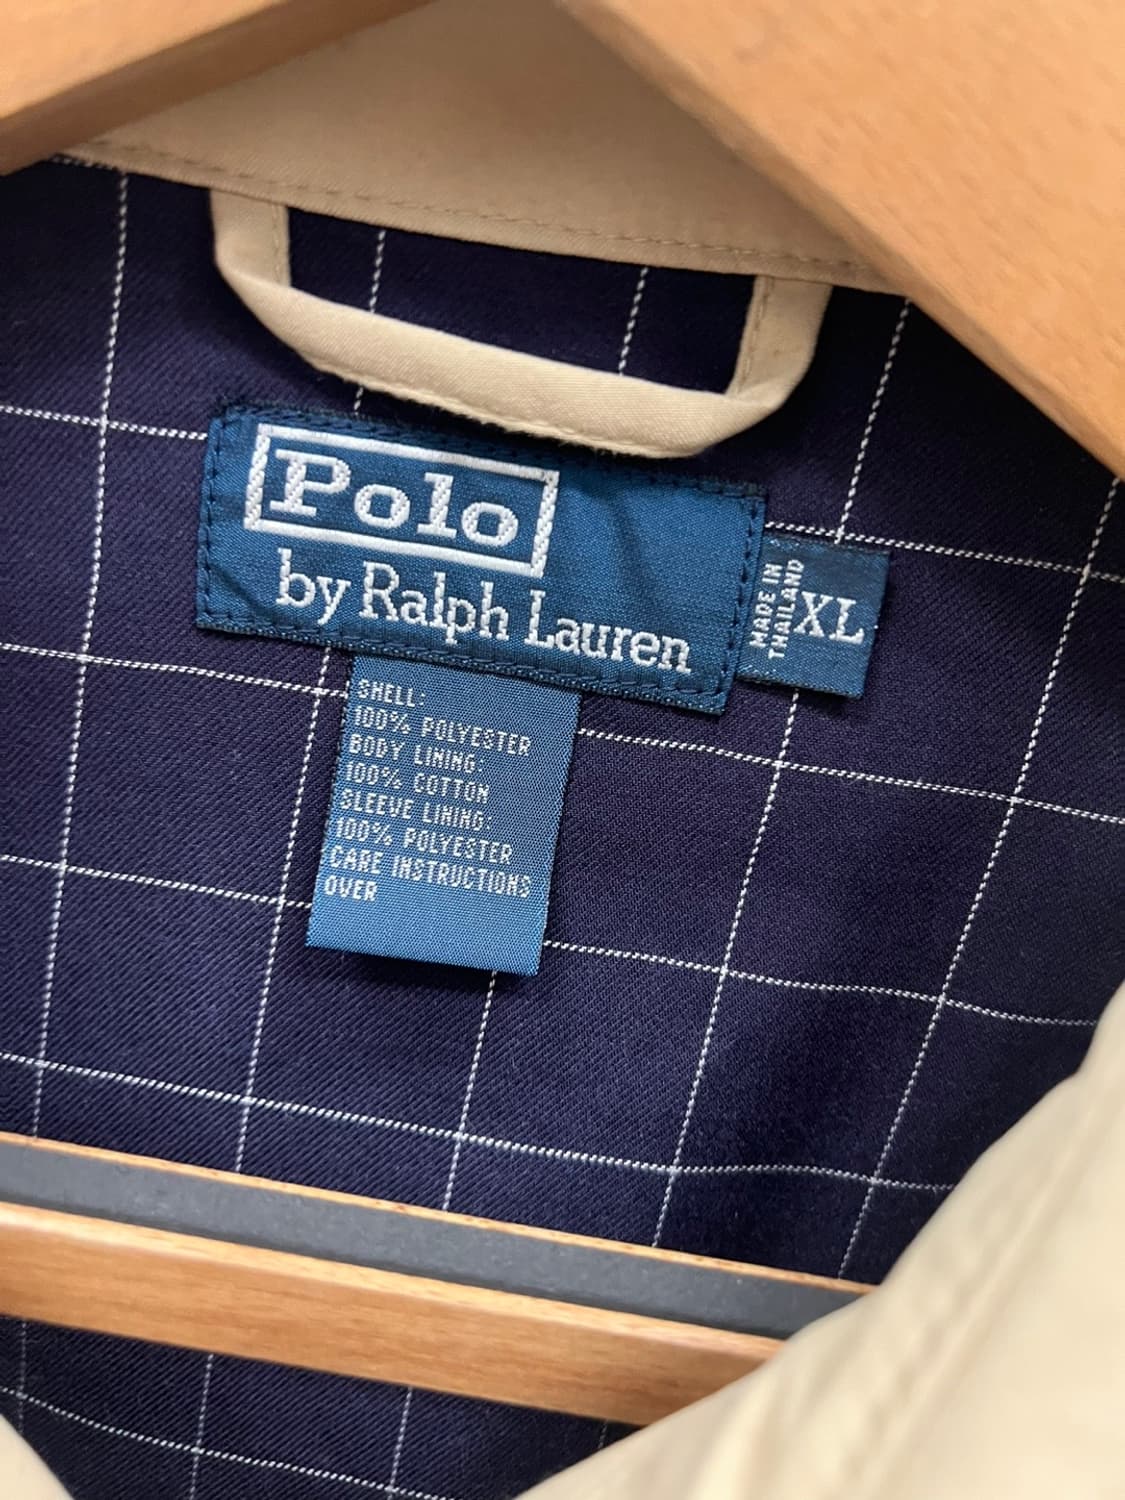 Polo
by Ralph Lauren
MADE IN
THAILAND
XL
SHELL:
100% POLYESTER
BODY LINING:
100% COTTON
SLEEVE LINING:
100% POLYESTER
CARE INSTRUCTIONS
OVER